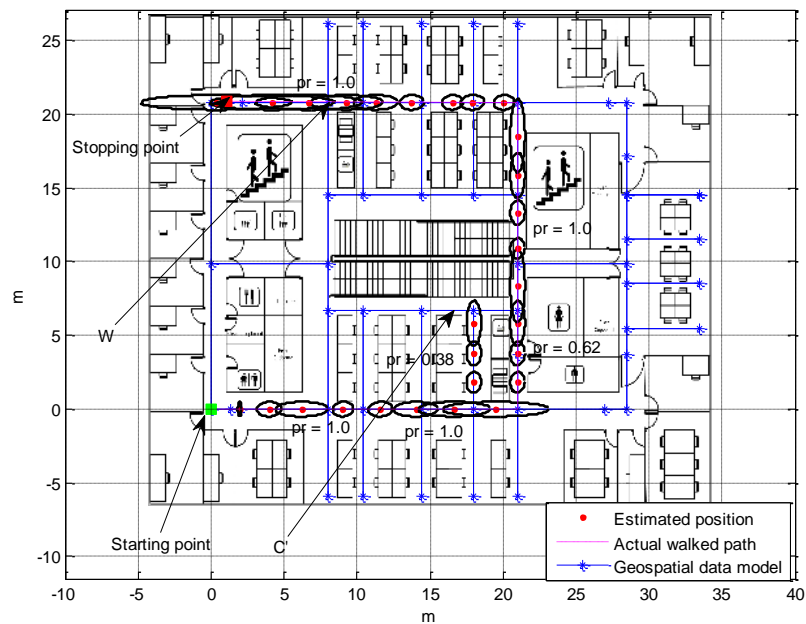 25
20
15
10
5
0
-5
-10
m
pr = 1.0
Stopping point
pr = 1.0
W
pr = 0.38
pr = 0.62
pr = 1.0
pr = 1.0
Starting point
C'
Estimated position
Actual walked path
Geospatial data model
-10
-5
0
5
10
15
20
25
30
35
40
m